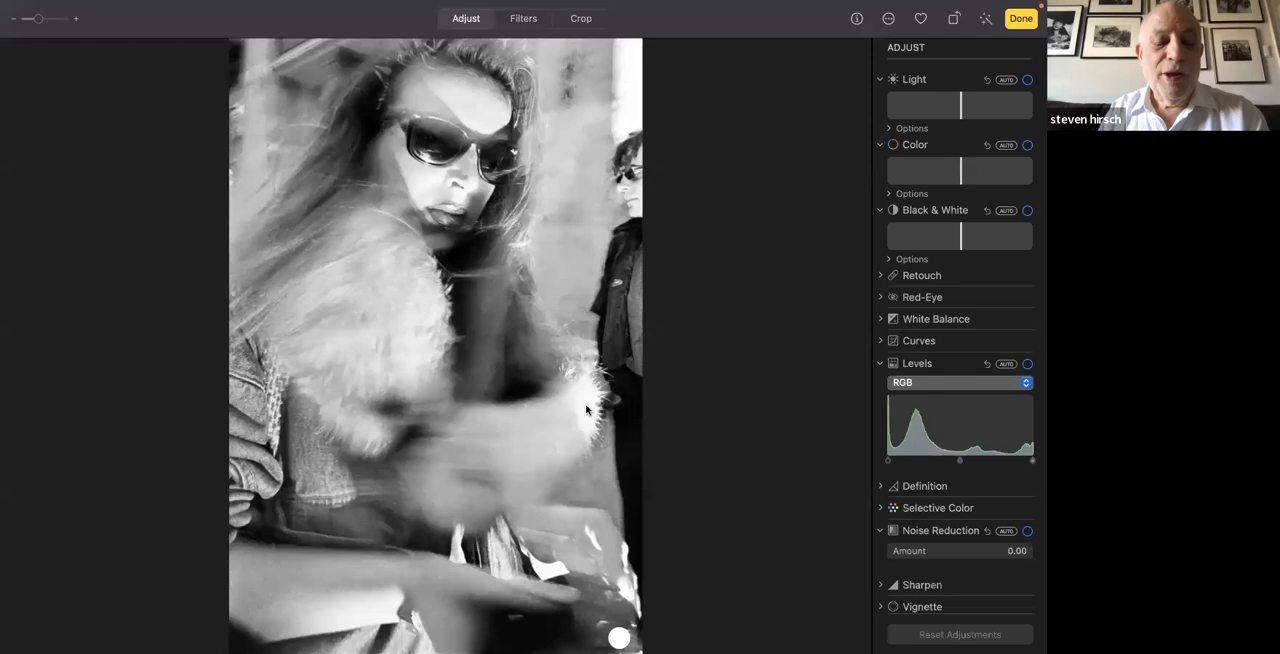 Adjust Filters Crop
Done
ADJUST
Light AUTO
Options
Color AUTO
Options
Black & White AUTO
Options
Retouch
Red-Eye
White Balance
Curves
Levels AUTO
RGB
Definition
Selective Color
Noise Reduction AUTO
Amount 0.00
Sharpen
Vignette
Reset Adjustments
steven hirsch